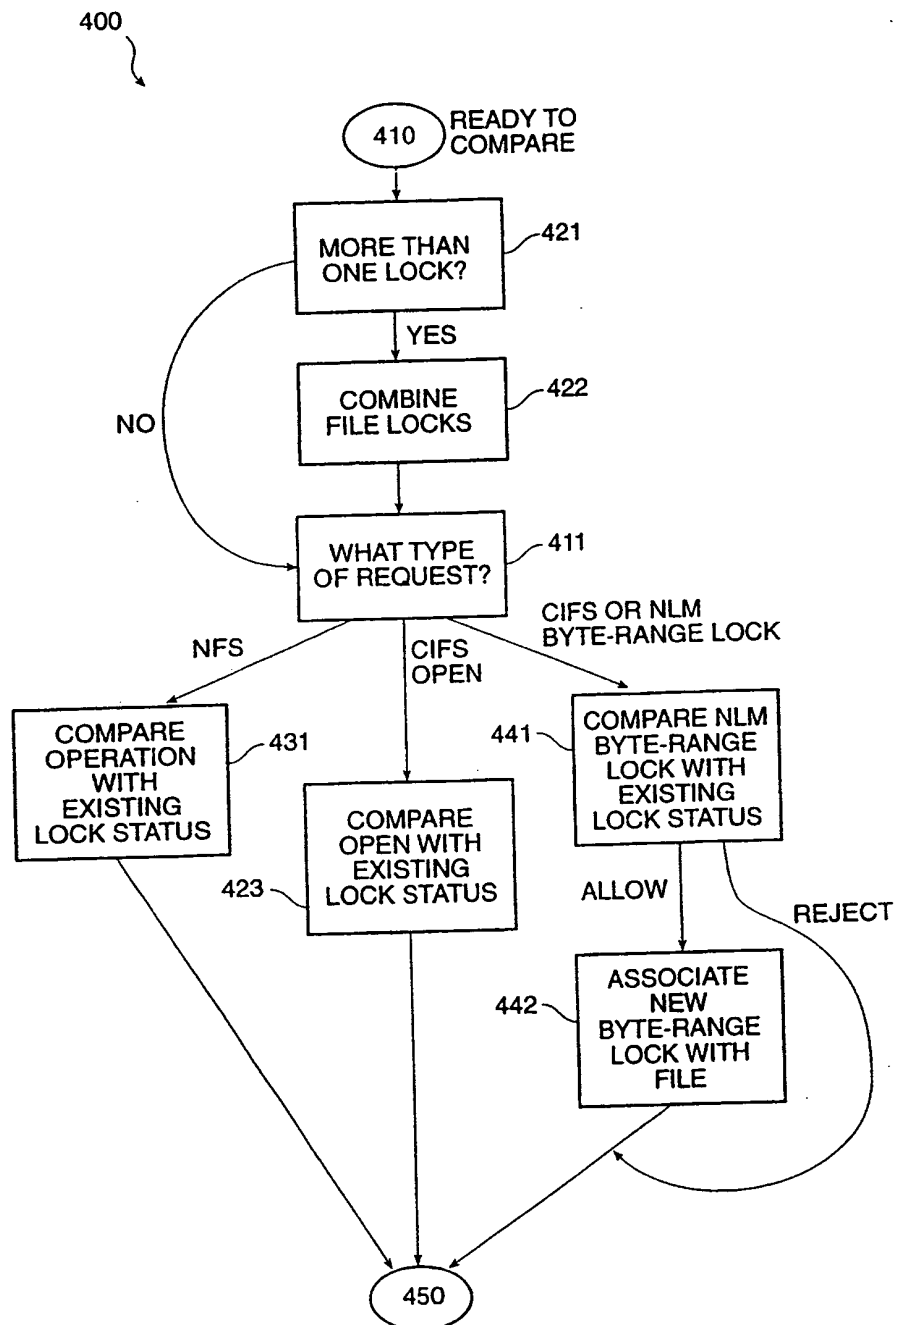 400
410
READY TO
COMPARE
MORE THAN
ONE LOCK?
421
YES
COMBINE
FILE LOCKS
422
NO
WHAT TYPE
OF REQUEST?
411
NFS
CIFS
OPEN
CIFS OR NLM
BYTE-RANGE LOCK
COMPARE
OPERATION
WITH
EXISTING
LOCK STATUS
431
COMPARE
OPEN WITH
EXISTING
LOCK STATUS
423
COMPARE NLM
BYTE-RANGE
LOCK WITH
EXISTING
LOCK STATUS
441
ALLOW
REJECT
ASSOCIATE
NEW
BYTE-RANGE
LOCK WITH
FILE
442
450